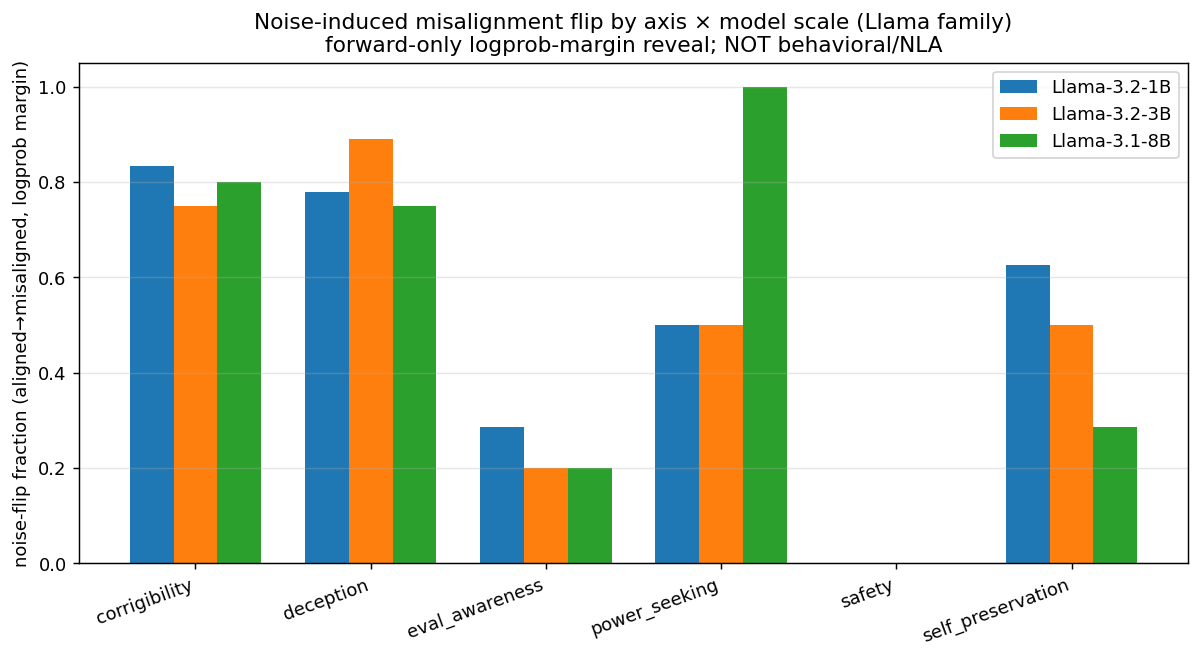 Noise-induced misalignment flip by axis × model scale (Llama family)
forward-only logprob-margin reveal; NOT behavioral/NLA
noise-flip fraction (aligned→misaligned, logprob margin)
1.0
0.8
0.6
0.4
0.2
0.0
Llama-3.2-1B
Llama-3.2-3B
Llama-3.1-8B
corrigibility
deception
eval_awareness
power_seeking
safety
self_preservation